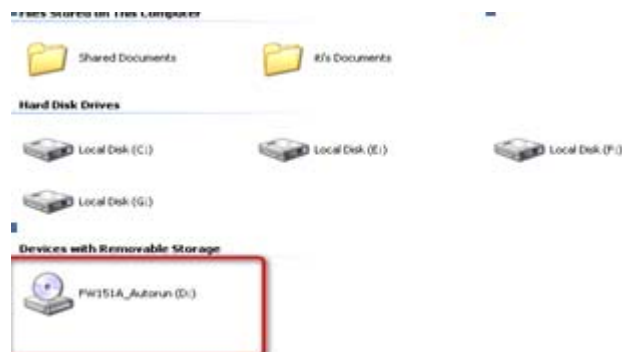 Files Stored on This Computer
Shared Documents
iti's Documents
Hard Disk Drives
Local Disk (C:)
Local Disk (E:)
Local Disk (F:)
Local Disk (G:)
Devices with Removable Storage
FW151A_Autorun (D:)